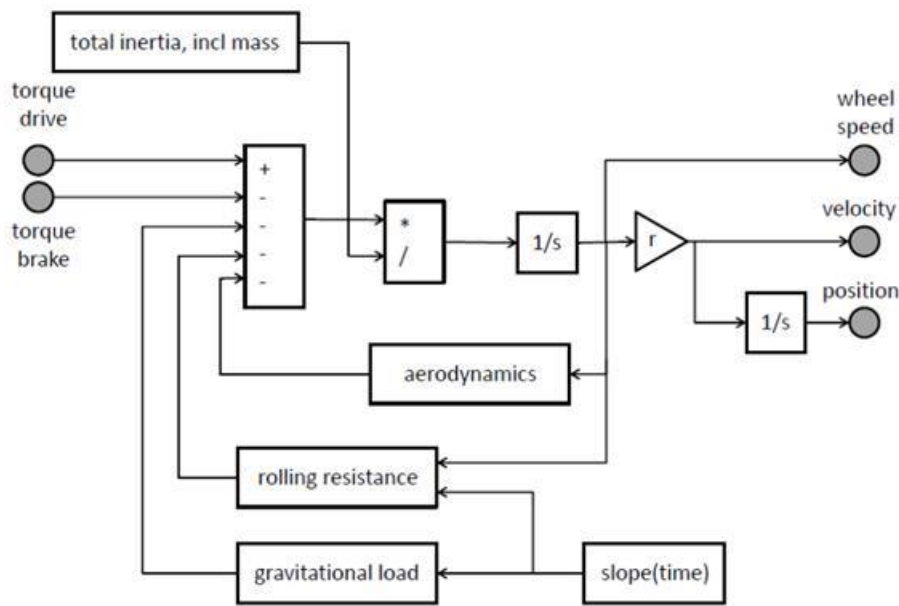 total inertia, incl mass
torque
drive
torque
brake
+
-
-
-
-
*
/
1/s
r
wheel
speed
velocity
position
1/s
aerodynamics
rolling resistance
gravitational load
slope(time)